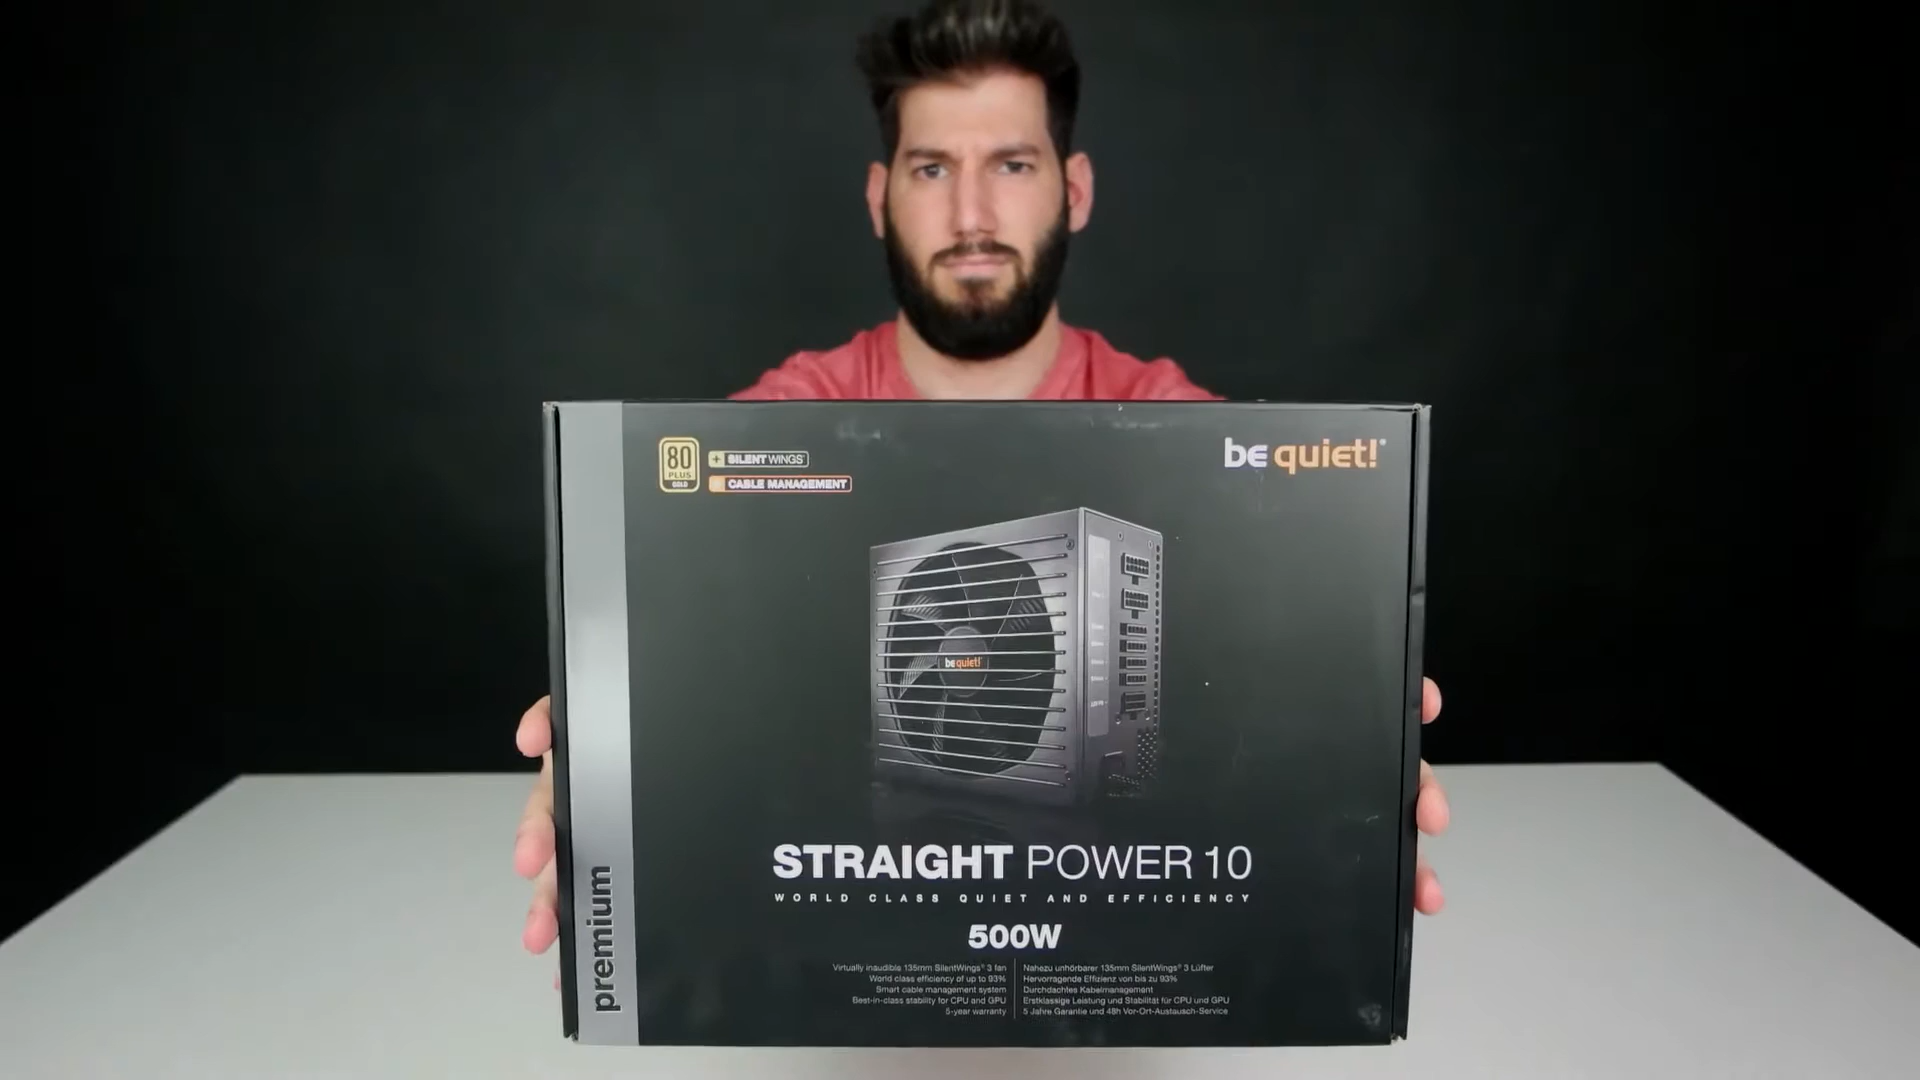 80
PLUS
GOLD
+ SILENT WINGS®
CABLE MANAGEMENT
be quiet!®
be quiet!®
STRAIGHT POWER 10
WORLD CLASS QUIET AND EFFICIENCY
500W
Virtually inaudible 135mm SilentWings® 3 fan
World class efficiency of up to 93%
Smart cable management system
Best-in-class stability for CPU and GPU
5-year warranty
Nahezu unhörbarer 135mm SilentWings® 3 Lüfter
Hervorragende Effizienz von bis zu 93%
Durchdachtes Kabelmanagement
Erstklassige Leistung und Stabilität für CPU und GPU
5 Jahre Garantie und 48h Vor-Ort-Austausch-Service
premium